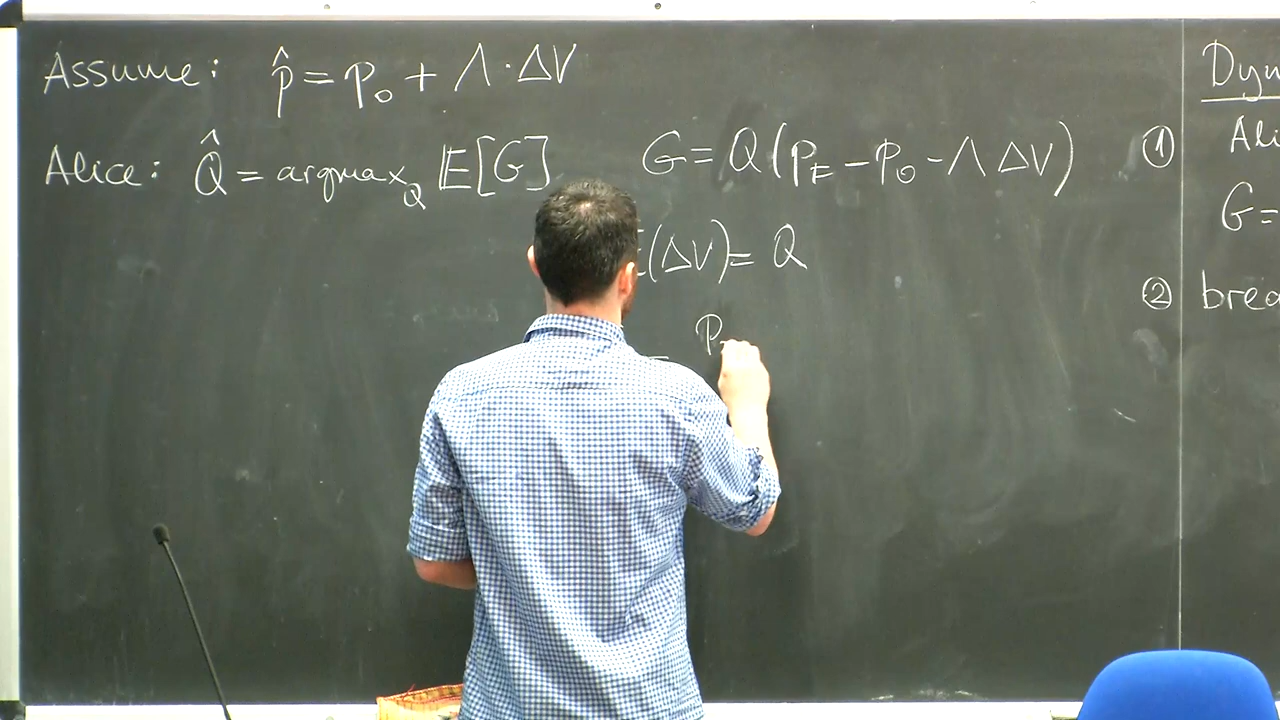 Assume: p̂ = p₀ + Λ · ΔV
Alice: Q̂ = argmax_Q 𝔼[G] G = Q(p_F − p₀ − Λ ΔV)
(ΔV) = Q
p
Dyn
①
Ali
G =
② brea